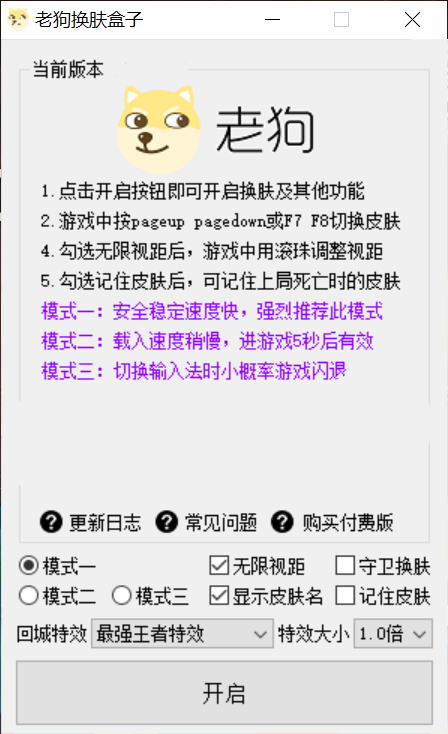 老狗换肤盒子
当前版本
老狗
1.点击开启按钮即可开启换肤及其他功能
2.游戏中按pageup pagedown或F7 F8切换皮肤
4.勾选无限视距后，游戏中用滚珠调整视距
5.勾选记住皮肤后，可记住上局死亡时的皮肤
模式一：安全稳定速度快，强烈推荐此模式
模式二：载入速度稍慢，进游戏5秒后有效
模式三：切换输入法时小概率游戏闪退
更新日志 常见问题 购买付费版
模式一 无限视距 守卫换肤
模式二 模式三 显示皮肤名 记住皮肤
回城特效 最强王者特效 特效大小 1.0倍
开启